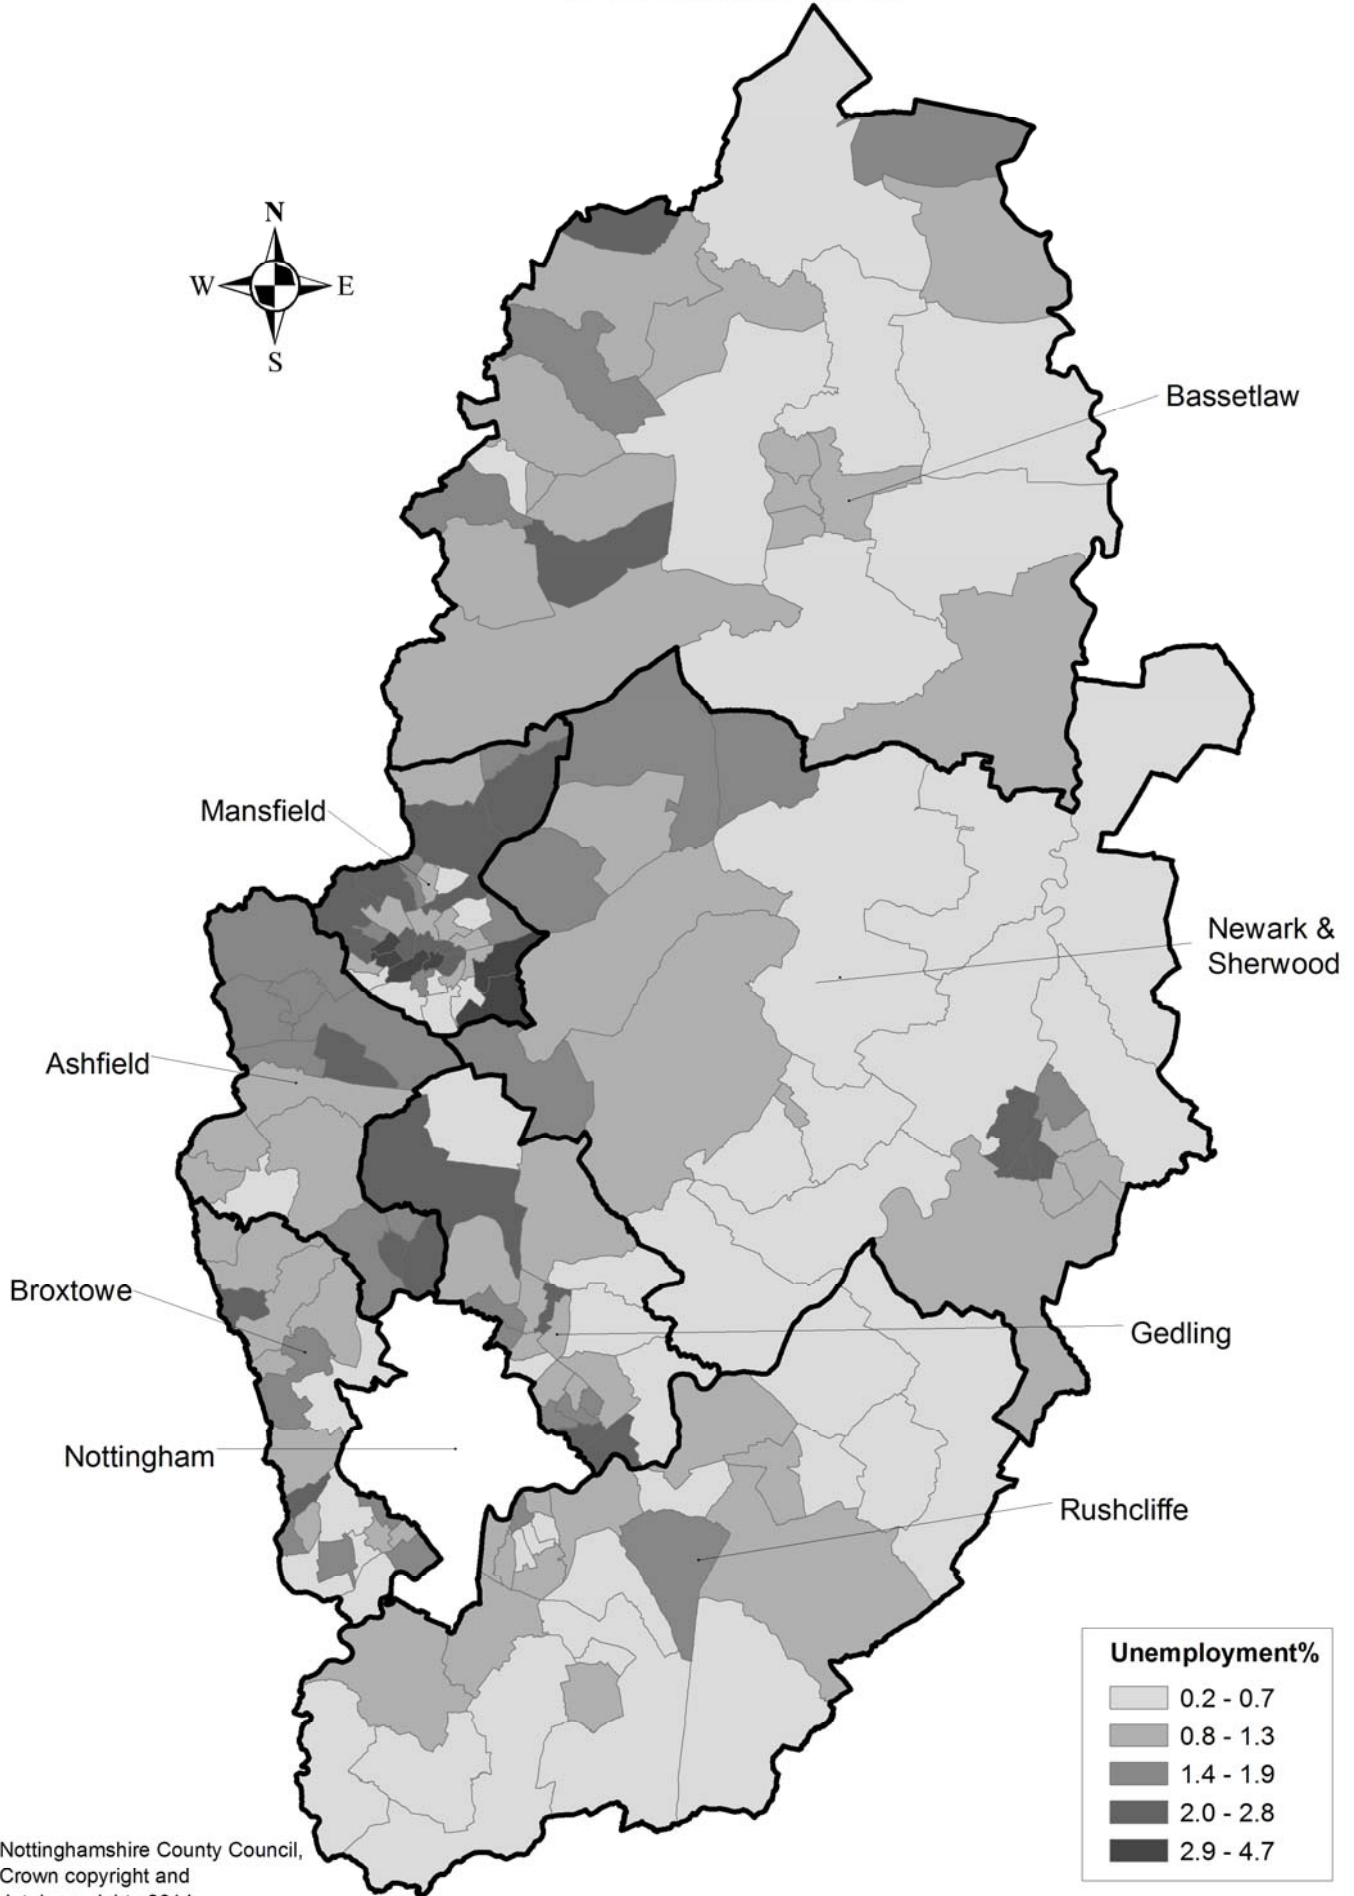 N
W E
S
Bassetlaw
Mansfield
Newark &
Sherwood
Ashfield
Broxtowe
Gedling
Nottingham
Rushcliffe
Unemployment%
0.2 - 0.7
0.8 - 1.3
1.4 - 1.9
2.0 - 2.8
2.9 - 4.7
Nottinghamshire County Council,
Crown copyright and